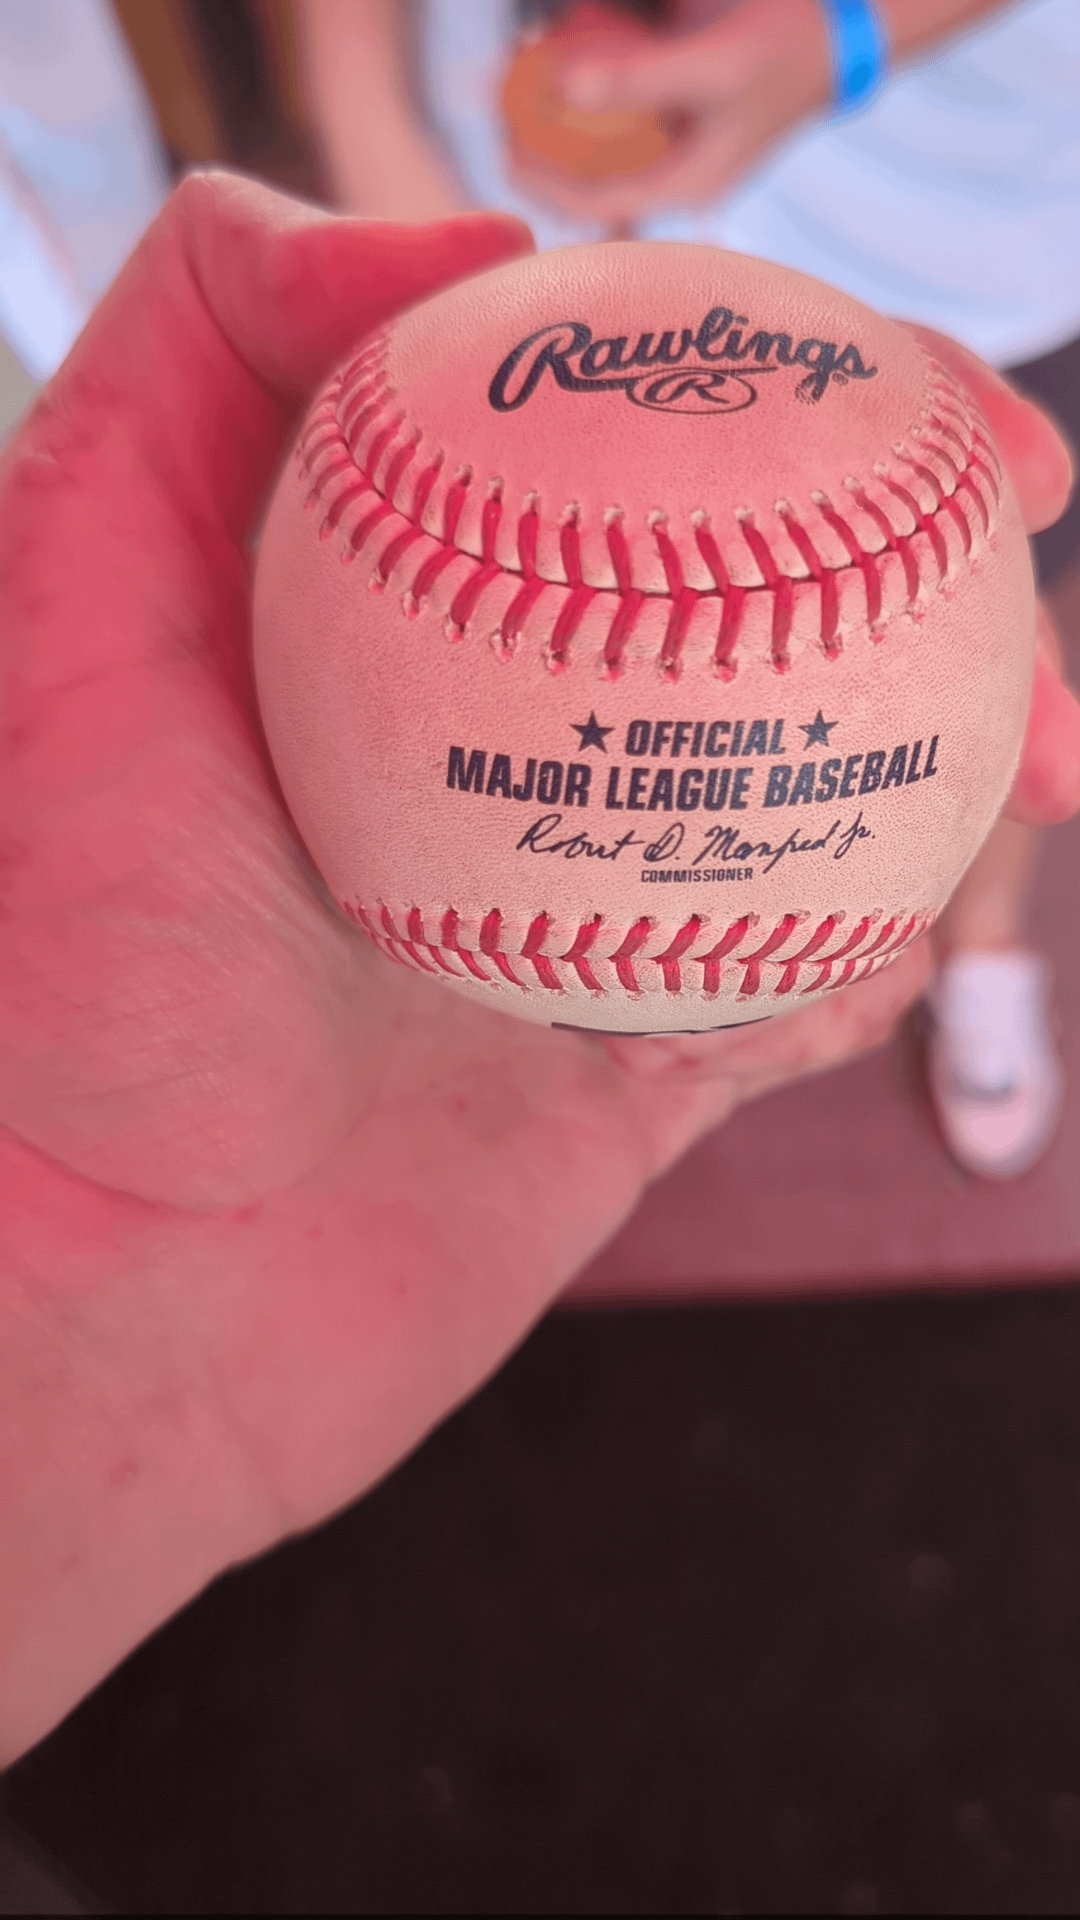 Rawlings
R
★ OFFICIAL ★
MAJOR LEAGUE BASEBALL
Robert D. Manfred Jr.
COMMISSIONER